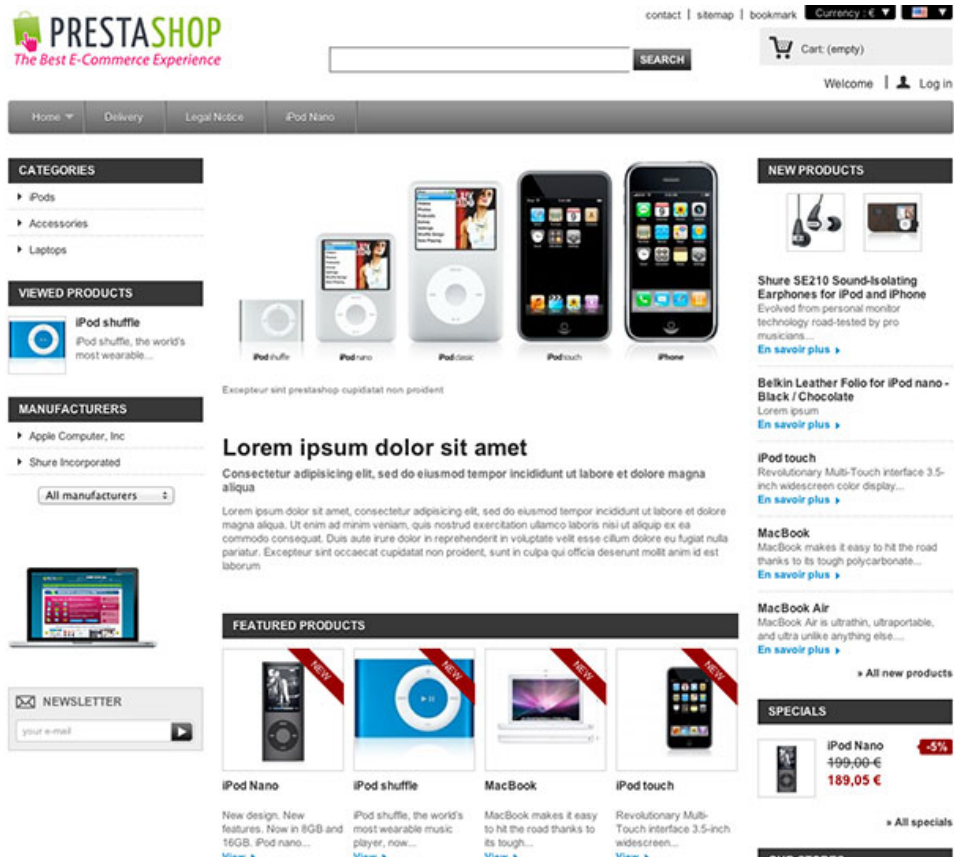 contact | sitemap | bookmark
Currency : €
PRESTASHOP
The Best E-Commerce Experience
SEARCH
Cart: (empty)
Welcome | Log in
Home
Delivery
Legal Notice
iPod Nano
CATEGORIES
iPods
Accessories
Laptops
VIEWED PRODUCTS
iPod shuffle
iPod shuffle, the world's
most wearable...
MANUFACTURERS
Apple Computer, Inc
Shure Incorporated
All manufacturers
NEWSLETTER
your e-mail
iPod shuffle
iPod nano
iPod classic
iPod touch
iPhone
Excepteur sint prestashop cupidatat non proident
Lorem ipsum dolor sit amet
Consectetur adipisicing elit, sed do eiusmod tempor incididunt ut labore et dolore magna
aliqua
Lorem ipsum dolor sit amet, consectetur adipisicing elit, sed do eiusmod tempor incididunt ut labore et dolore
magna aliqua. Ut enim ad minim veniam, quis nostrud exercitation ullamco laboris nisi ut aliquip ex ea
commodo consequat. Duis aute irure dolor in reprehenderit in voluptate velit esse cillum dolore eu fugiat nulla
pariatur. Excepteur sint occaecat cupidatat non proident, sunt in culpa qui officia deserunt mollit anim id est
laborum
FEATURED PRODUCTS
NEW
NEW
NEW
NEW
iPod Nano
New design. New
features. Now in 8GB and
16GB. iPod nano...
View
iPod shuffle
iPod shuffle, the world's
most wearable music
player, now...
View
MacBook
MacBook makes it easy
to hit the road thanks to
its tough...
View
iPod touch
Revolutionary Multi-
Touch interface 3.5-inch
widescreen...
View
NEW PRODUCTS
Shure SE210 Sound-Isolating
Earphones for iPod and iPhone
Evolved from personal monitor
technology road-tested by pro
musicians...
En savoir plus
Belkin Leather Folio for iPod nano -
Black / Chocolate
Lorem ipsum
En savoir plus
iPod touch
Revolutionary Multi-Touch interface 3.5-
inch widescreen color display...
En savoir plus
MacBook
MacBook makes it easy to hit the road
thanks to its tough polycarbonate...
En savoir plus
MacBook Air
MacBook Air is ultrathin, ultraportable,
and ultra unlike anything else....
En savoir plus
» All new products
SPECIALS
iPod Nano
-5%
199,00 €
189,05 €
» All specials